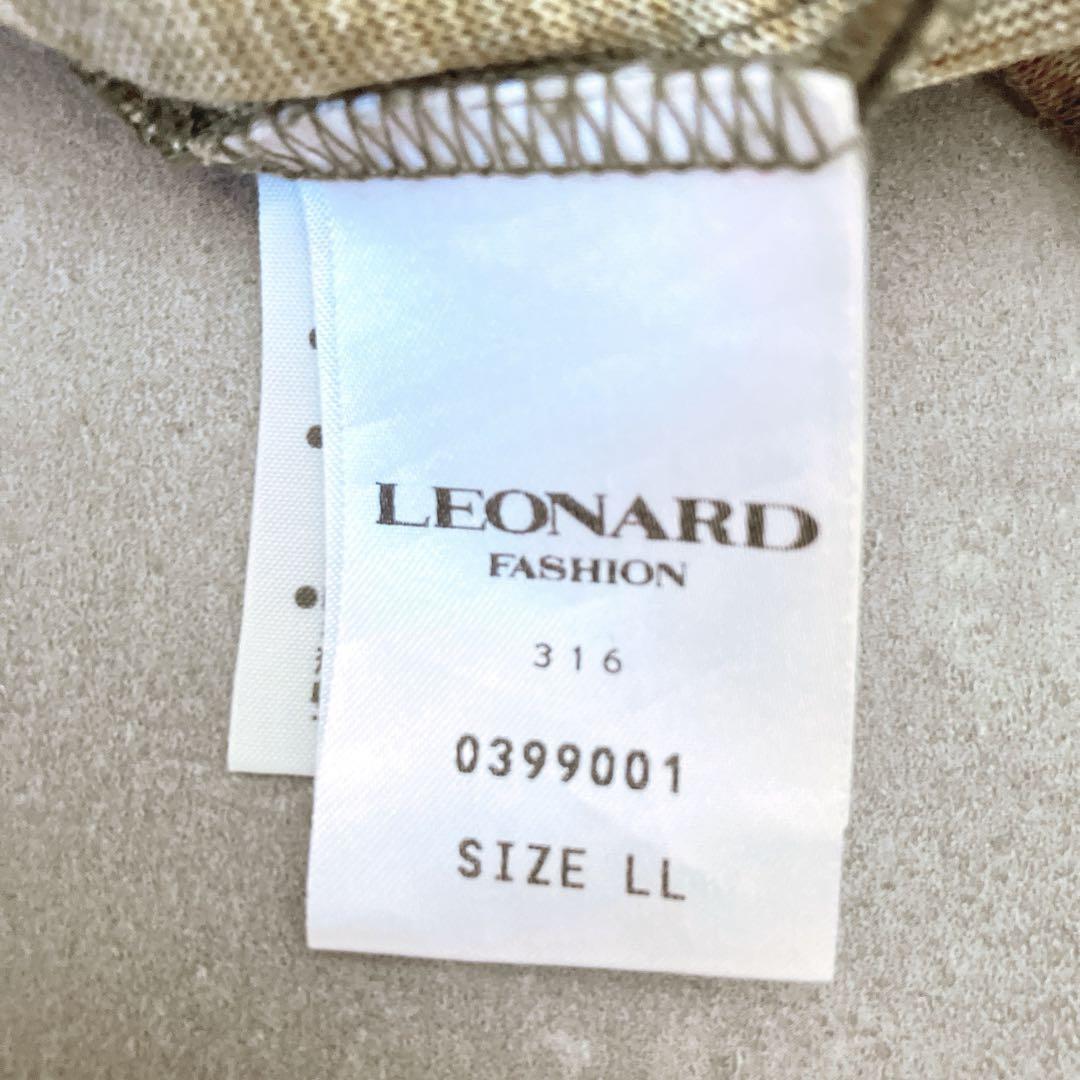 LEONARD
FASHION
316
0399001
SIZE LL